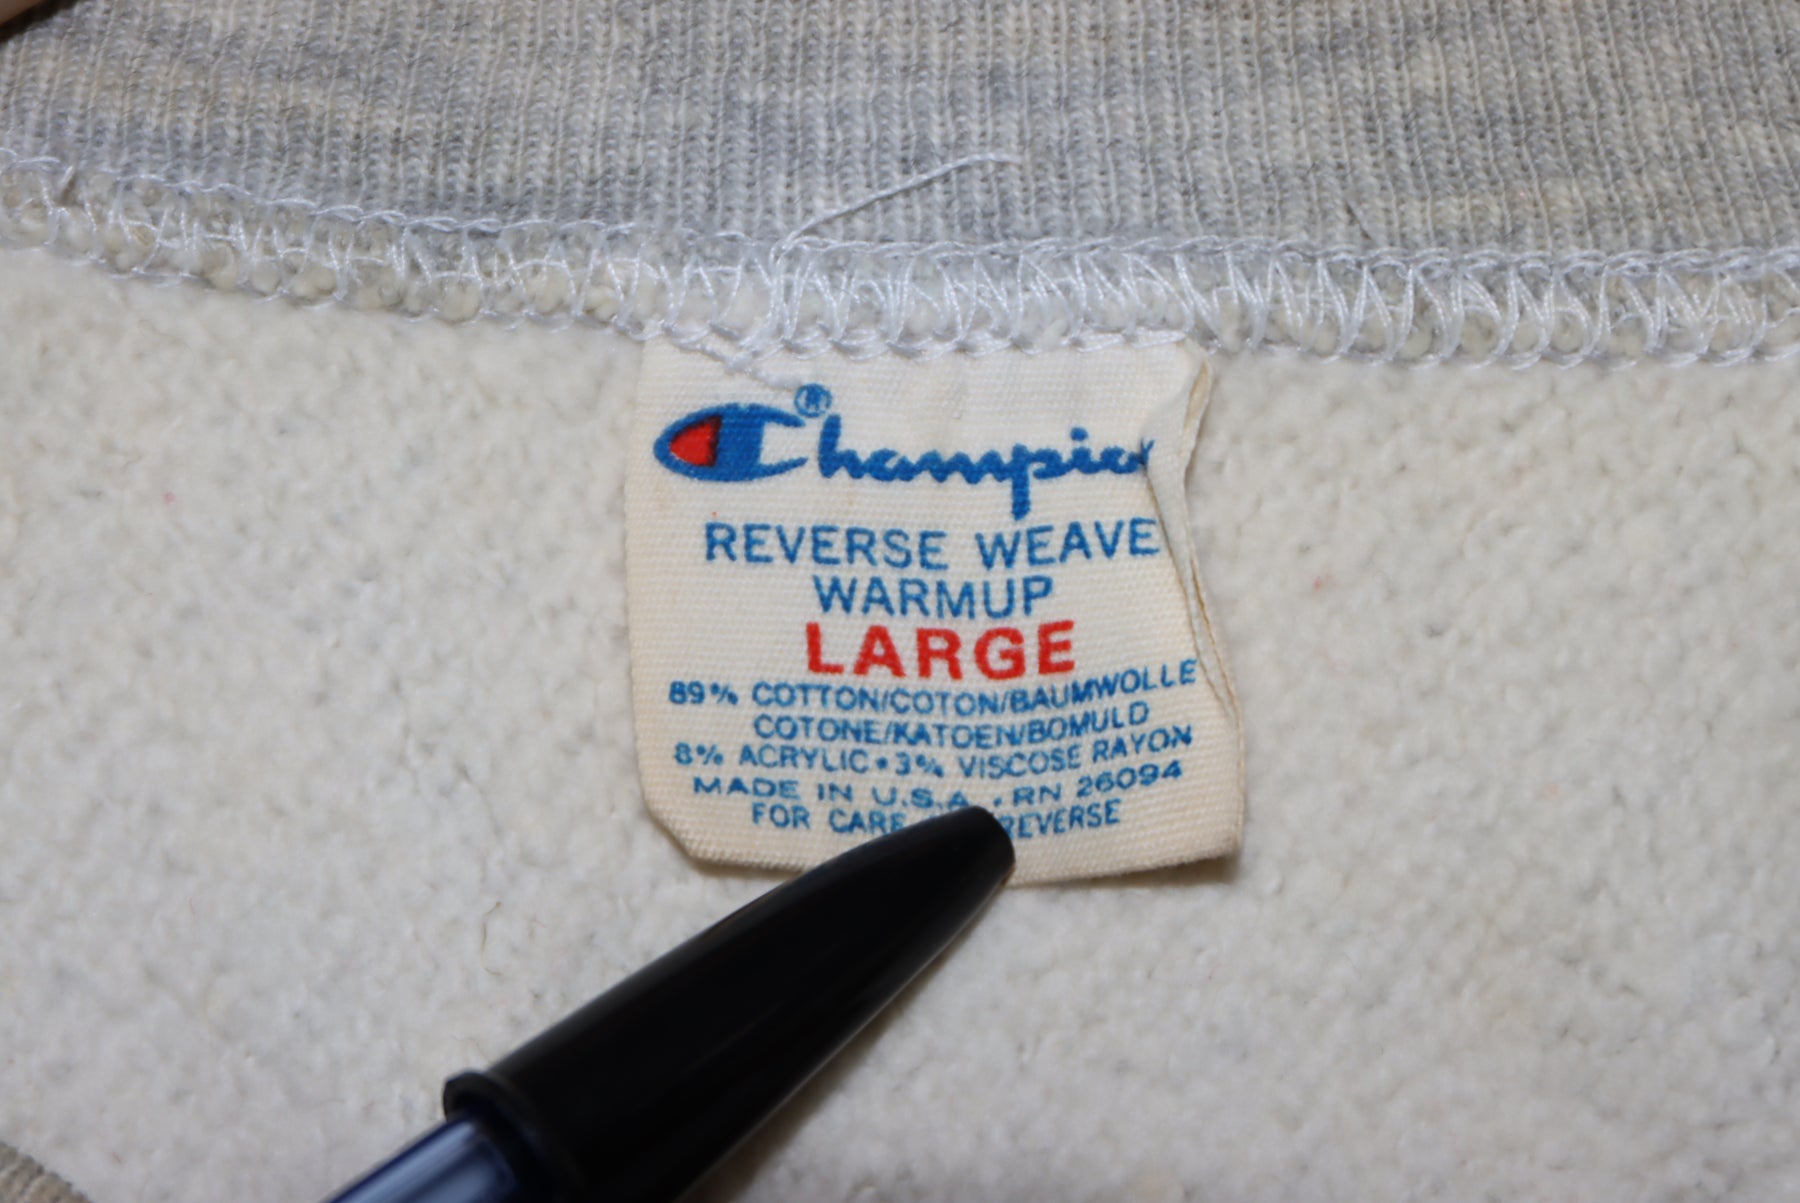 Champion
®
REVERSE WEAVE
WARMUP
LARGE
89% COTTON/COTON/BAUMWOLLE
COTONE/KATOEN/BOMULD
8% ACRYLIC • 3% VISCOSE RAYON
MADE IN U.S.A. • RN 26094
FOR CARE REVERSE